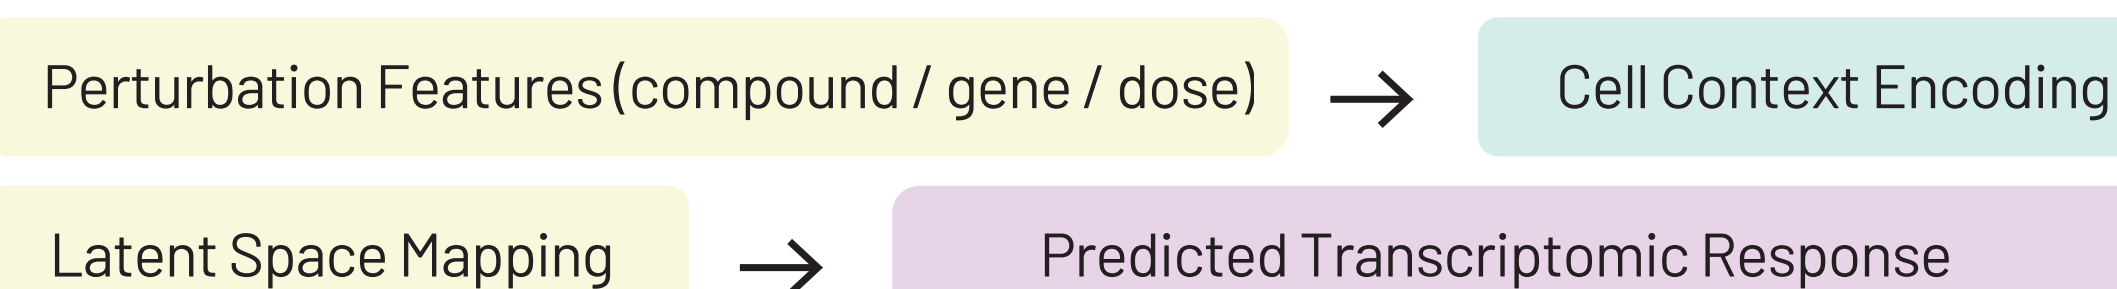 Perturbation Features (compound / gene / dose) → Cell Context Encoding
Latent Space Mapping → Predicted Transcriptomic Response